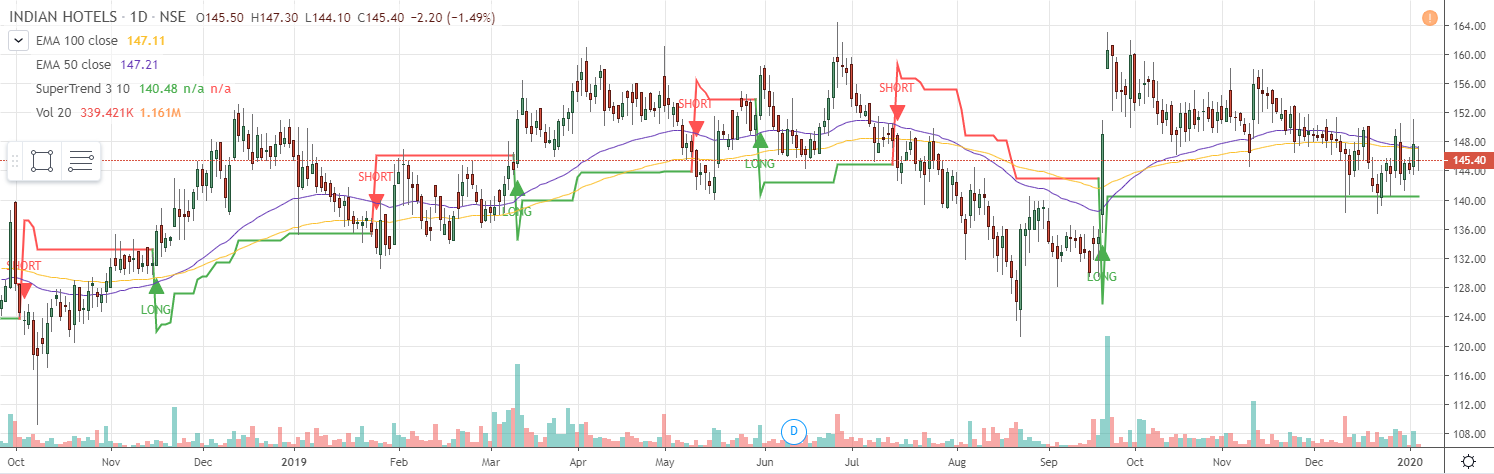 INDIAN HOTELS · 1D · NSE O145.50 H147.30 L144.10 C145.40 −2.20 (−1.49%)
EMA 100 close 147.11
EMA 50 close 147.21
SuperTrend 3 10 140.48 n/a n/a
Vol 20 339.421K 1.161M
164.00
160.00
156.00
152.00
148.00
145.40
144.00
140.00
136.00
132.00
128.00
124.00
120.00
116.00
112.00
108.00
SHORT
LONG
SHORT
LONG
SHORT
LONG
SHORT
LONG
D
Oct Nov Dec 2019 Feb Mar Apr May Jun Jul Aug Sep Oct Nov Dec 2020